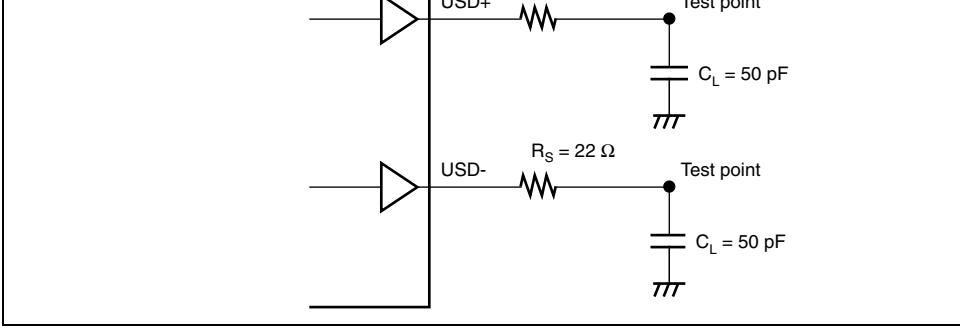 USD+
Test point
C_L = 50 pF
R_S = 22 Ω
USD-
Test point
C_L = 50 pF